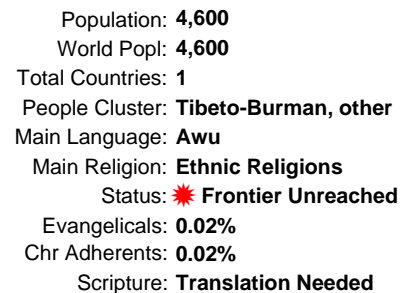 Population: 4,600
World Popl: 4,600
Total Countries: 1
People Cluster: Tibeto-Burman, other
Main Language: Awu
Main Religion: Ethnic Religions
Status: Frontier Unreached
Evangelicals: 0.02%
Chr Adherents: 0.02%
Scripture: Translation Needed